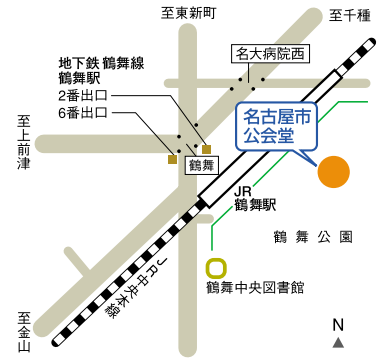 至東新町
至千種
名大病院西
地下鉄 鶴舞線
鶴舞駅
2番出口
6番出口
名古屋市
公会堂
至上前津
鶴舞
JR
鶴舞駅
鶴舞公園
JR中央本線
鶴舞中央図書館
至金山
N